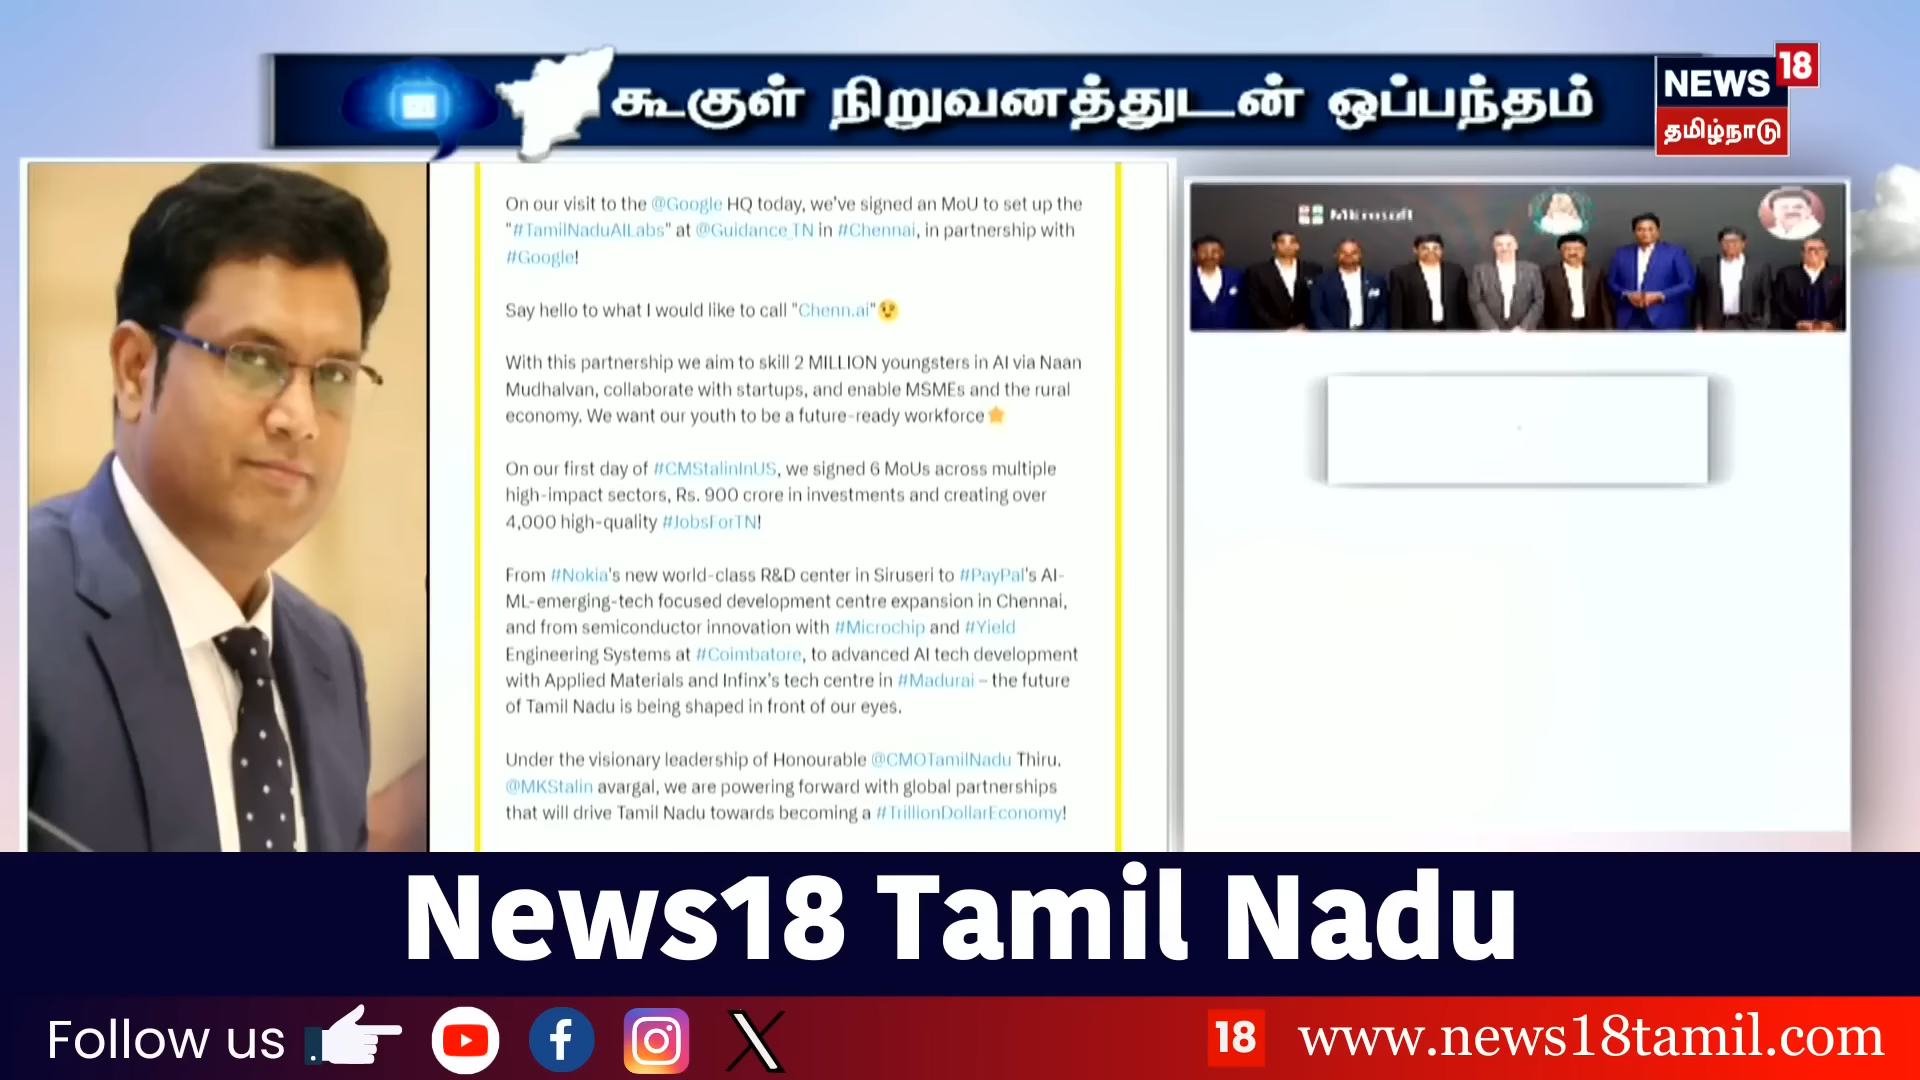 கூகுள் நிறுவனத்துடன் ஒப்பந்தம்
NEWS 18
தமிழ்நாடு
On our visit to the @Google HQ today, we've signed an MoU to set up the
"#TamilNaduAILabs" at @Guidance_TN in #Chennai, in partnership with
#Google!
Say hello to what I would like to call "Chenn.ai"😉
With this partnership we aim to skill 2 MILLION youngsters in AI via Naan
Mudhalvan, collaborate with startups, and enable MSMEs and the rural
economy. We want our youth to be a future-ready workforce⭐
On our first day of #CMStalinInUS, we signed 6 MoUs across multiple
high-impact sectors, Rs. 900 crore in investments and creating over
4,000 high-quality #JobsForTN!
From #Nokia's new world-class R&D center in Siruseri to #PayPal's AI-
ML-emerging-tech focused development centre expansion in Chennai,
and from semiconductor innovation with #Microchip and #Yield
Engineering Systems at #Coimbatore, to advanced AI tech development
with Applied Materials and Infinx's tech centre in #Madurai – the future
of Tamil Nadu is being shaped in front of our eyes.
Under the visionary leadership of Honourable @CMOTamilNadu Thiru.
@MKStalin avargal, we are powering forward with global partnerships
that will drive Tamil Nadu towards becoming a #TrillionDollarEconomy!
Microsoft
News18 Tamil Nadu
Follow us
18 www.news18tamil.com